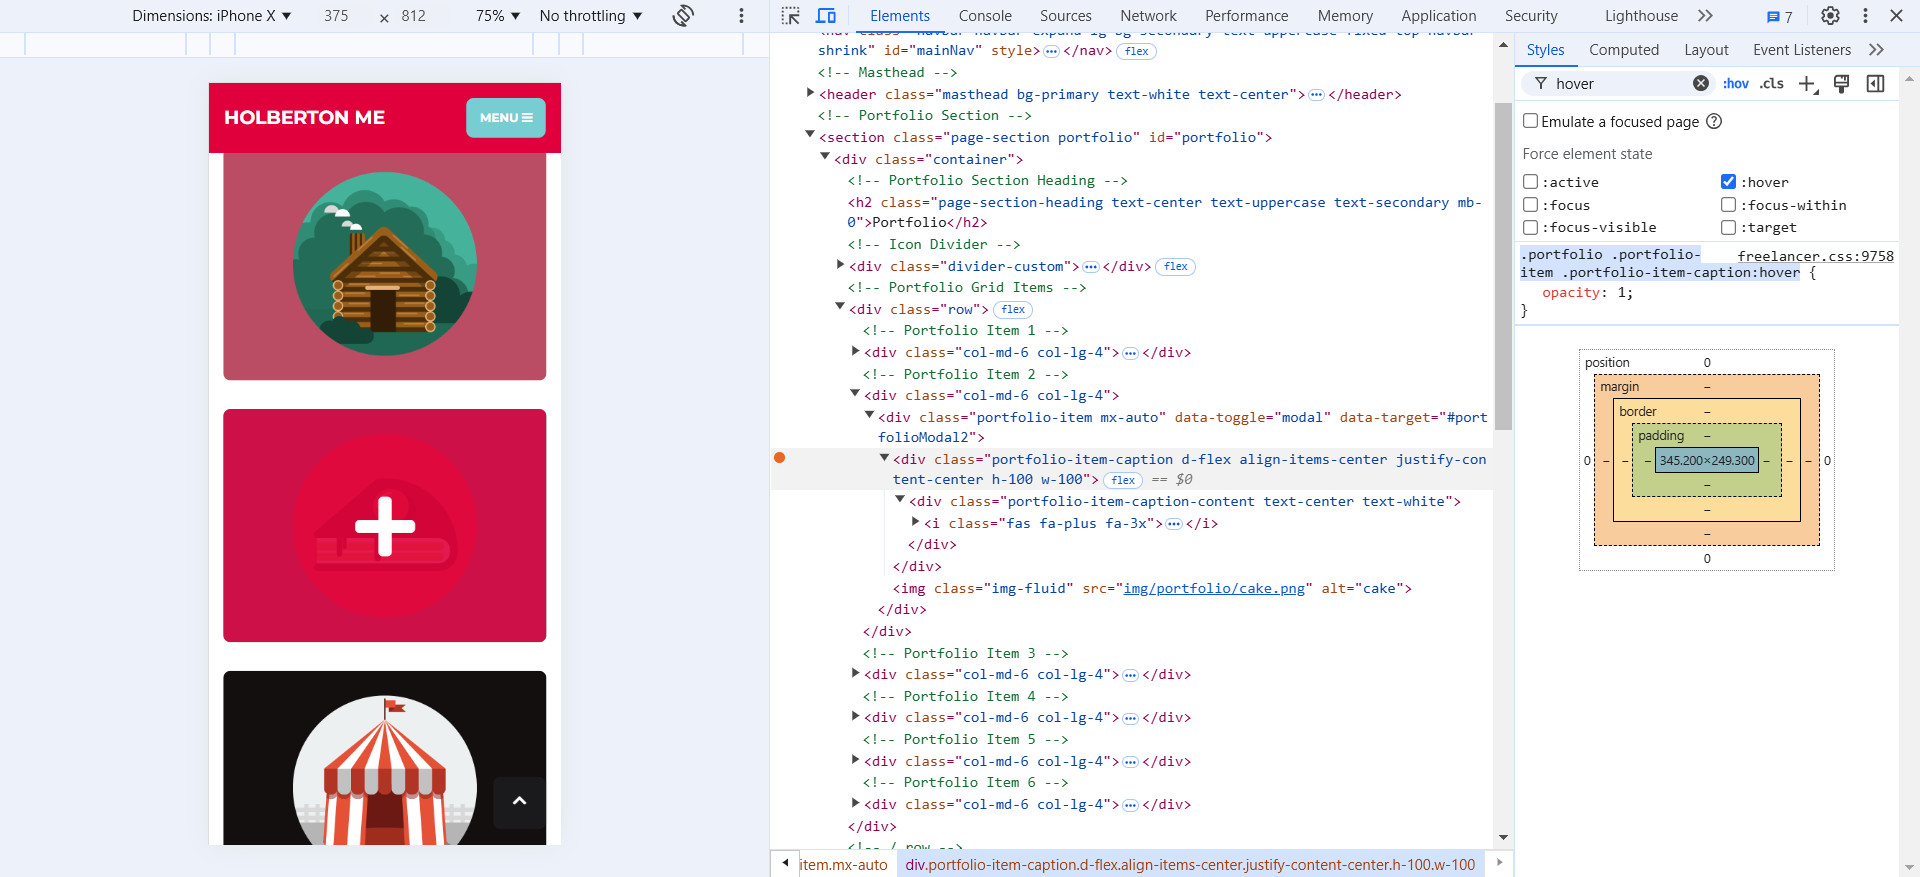 Dimensions: iPhone X ▼ 375 × 812 75% ▼ No throttling ▼
Elements Console Sources Network Performance Memory Application Security Lighthouse 7
HOLBERTON ME
MENU
shrink" id="mainNav" style>…</nav> flex
<!-- Masthead -->
<header class="masthead bg-primary text-white text-center">…</header>
<!-- Portfolio Section -->
<section class="page-section portfolio" id="portfolio">
<div class="container">
<!-- Portfolio Section Heading -->
<h2 class="page-section-heading text-center text-uppercase text-secondary mb-
0">Portfolio</h2>
<!-- Icon Divider -->
<div class="divider-custom">…</div> flex
<!-- Portfolio Grid Items -->
<div class="row"> flex
<!-- Portfolio Item 1 -->
<div class="col-md-6 col-lg-4">…</div>
<!-- Portfolio Item 2 -->
<div class="col-md-6 col-lg-4">
<div class="portfolio-item mx-auto" data-toggle="modal" data-target="#port
folioModal2">
<div class="portfolio-item-caption d-flex align-items-center justify-con
tent-center h-100 w-100"> flex == $0
<div class="portfolio-item-caption-content text-center text-white">
<i class="fas fa-plus fa-3x">…</i>
</div>
</div>
<img class="img-fluid" src="img/portfolio/cake.png" alt="cake">
</div>
</div>
<!-- Portfolio Item 3 -->
<div class="col-md-6 col-lg-4">…</div>
<!-- Portfolio Item 4 -->
<div class="col-md-6 col-lg-4">…</div>
<!-- Portfolio Item 5 -->
<div class="col-md-6 col-lg-4">…</div>
<!-- Portfolio Item 6 -->
<div class="col-md-6 col-lg-4">…</div>
</div>
<!-- / row -->
item.mx-auto div.portfolio-item-caption.d-flex.align-items-center.justify-content-center.h-100.w-100
Styles Computed Layout Event Listeners
hover :hov .cls
Emulate a focused page
Force element state
:active :hover
:focus :focus-within
:focus-visible :target
.portfolio .portfolio- freelancer.css:9758
item .portfolio-item-caption:hover {
opacity: 1;
}
position 0
margin –
border –
padding –
0 – – – 345.200×249.300 – – – 0
–
–
–
0